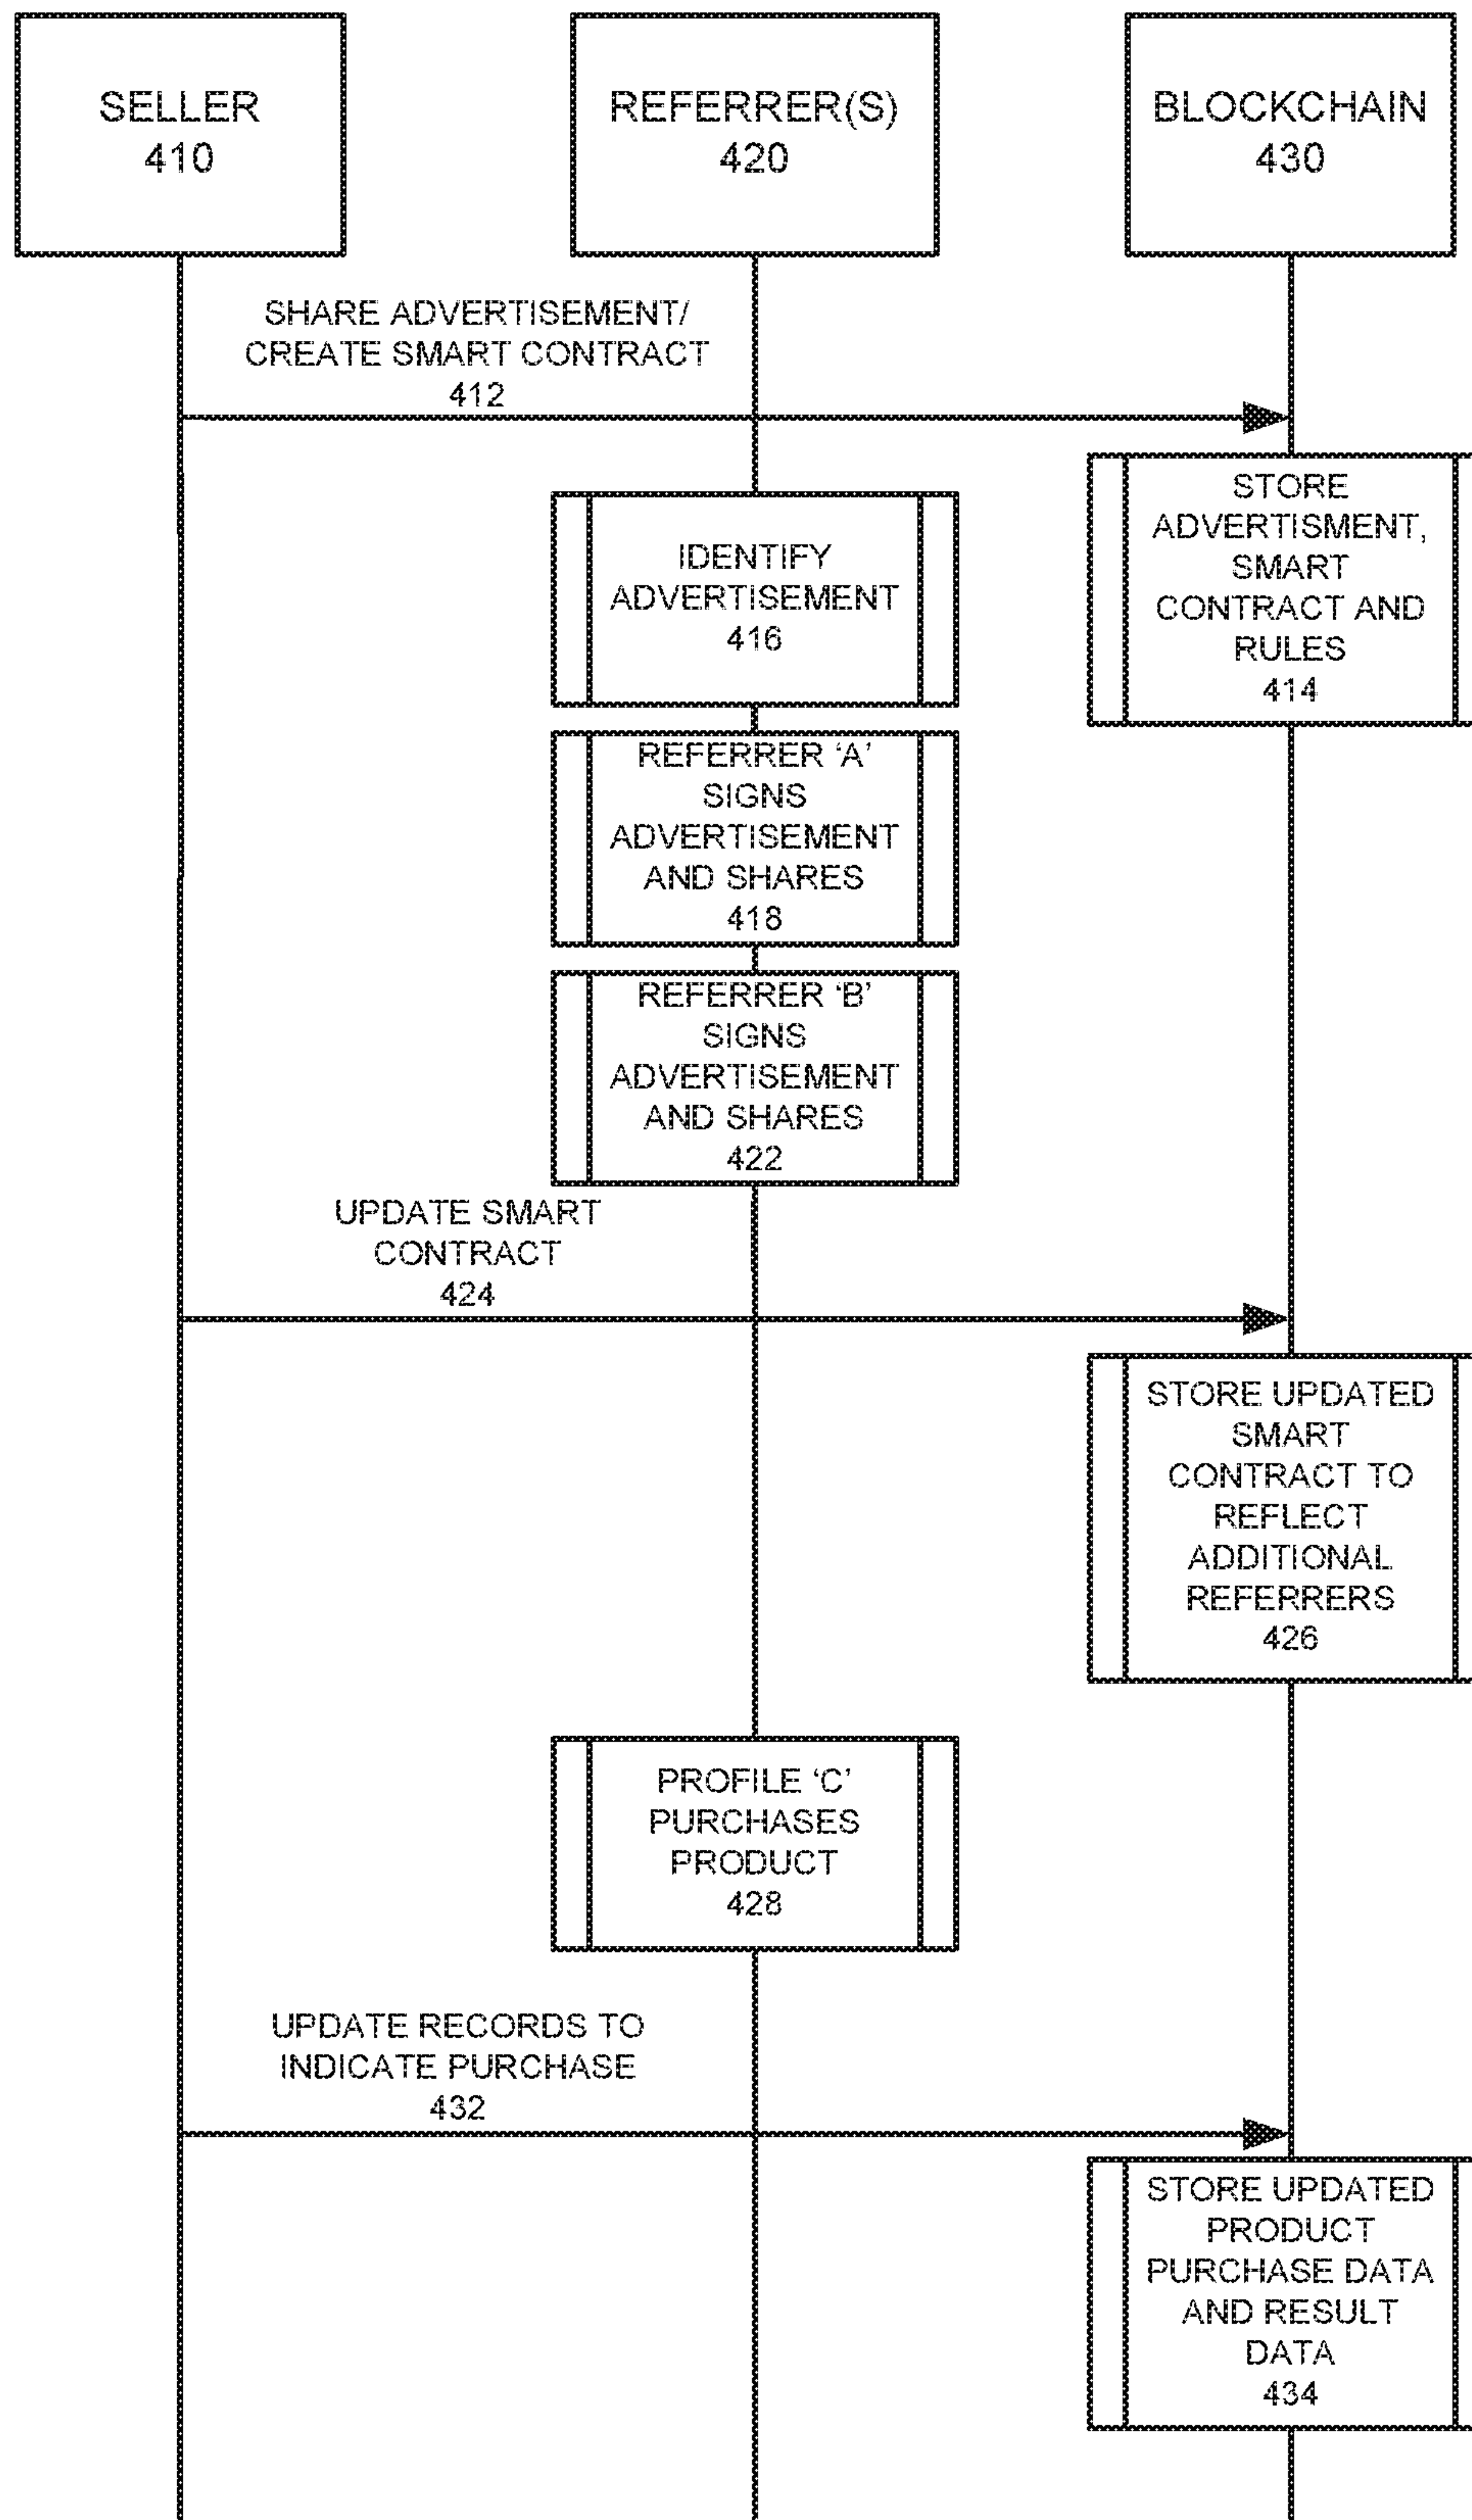 SELLER
410
REFERRER(S)
420
BLOCKCHAIN
430
SHARE ADVERTISEMENT/
CREATE SMART CONTRACT
412
STORE
ADVERTISMENT,
SMART
CONTRACT AND
RULES
414
IDENTIFY
ADVERTISEMENT
416
REFERRER ‘A’
SIGNS
ADVERTISEMENT
AND SHARES
418
REFERRER ‘B’
SIGNS
ADVERTISEMENT
AND SHARES
422
UPDATE SMART
CONTRACT
424
STORE UPDATED
SMART
CONTRACT TO
REFLECT
ADDITIONAL
REFERRERS
426
PROFILE ‘C’
PURCHASES
PRODUCT
428
UPDATE RECORDS TO
INDICATE PURCHASE
432
STORE UPDATED
PRODUCT
PURCHASE DATA
AND RESULT
DATA
434